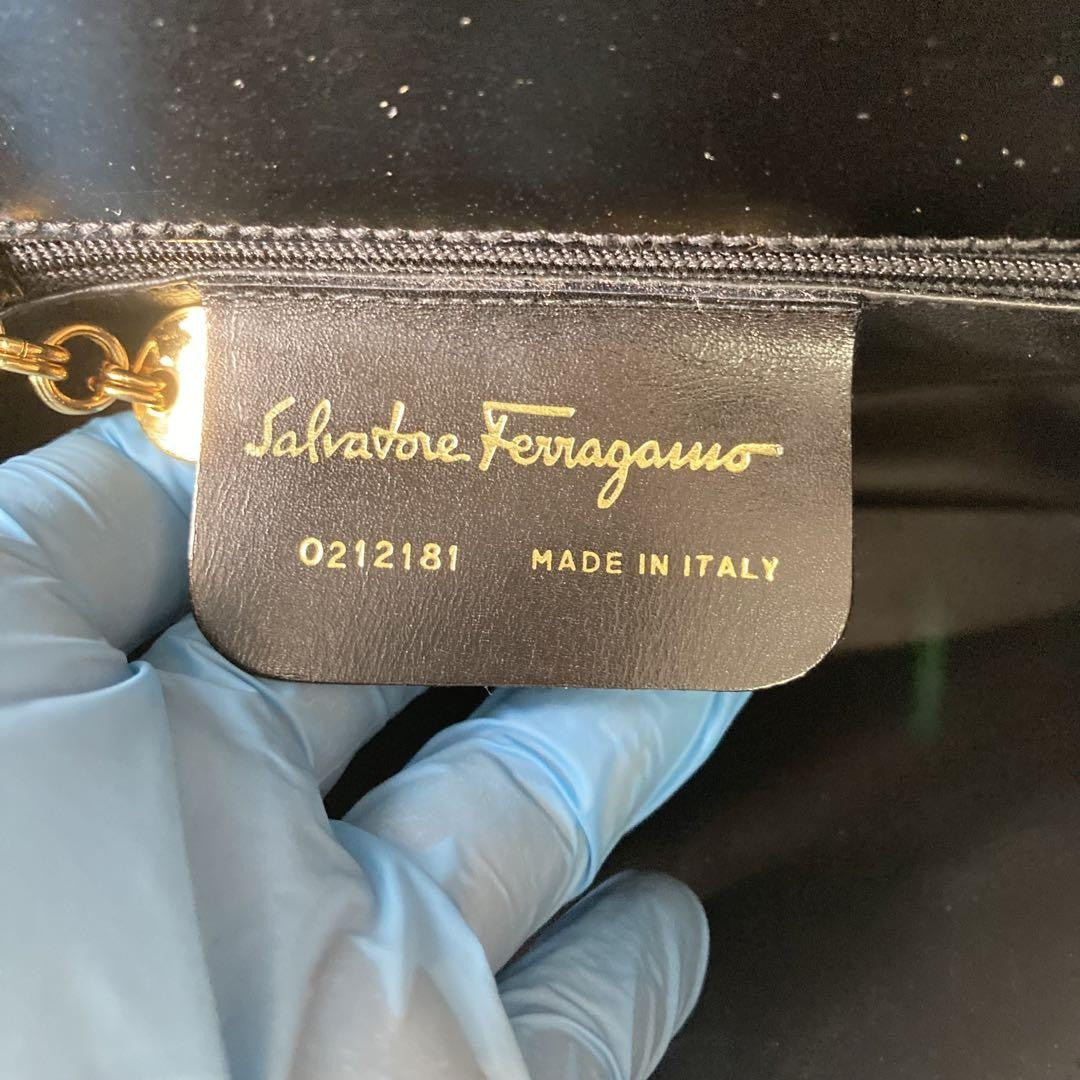 Salvatore Ferragamo
0212181 MADE IN ITALY